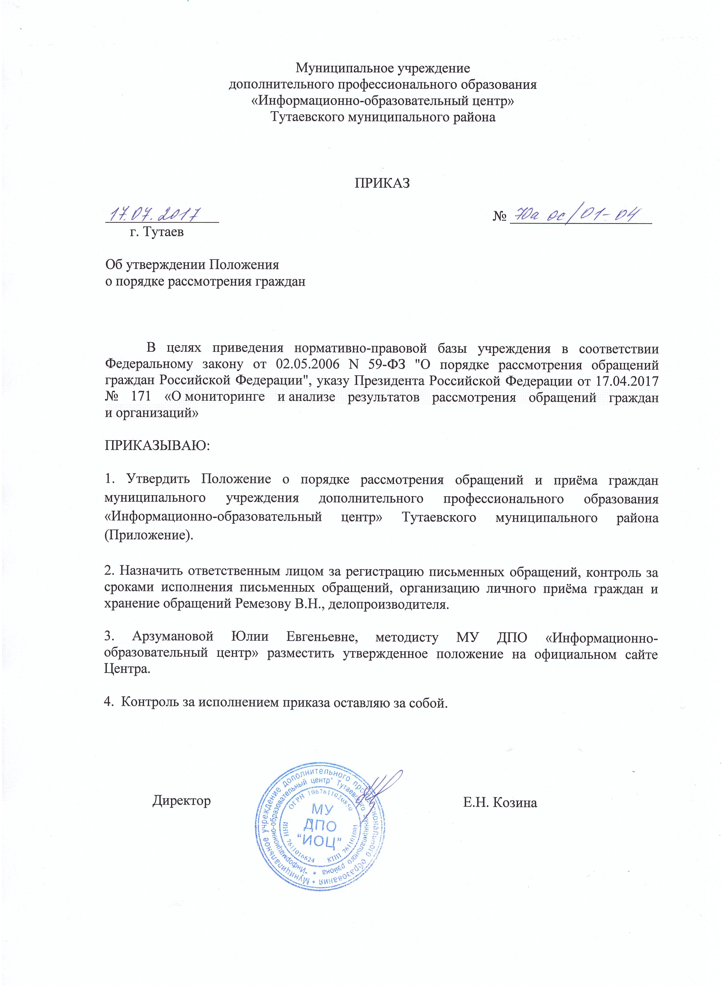 Муниципальное учреждение
дополнительного профессионального образования
«Информационно-образовательный центр»
Тутаевского муниципального района
ПРИКАЗ
17.07.2017
№ 70а ос/01-04
г. Тутаев
Об утверждении Положения
о порядке рассмотрения граждан
В целях приведения нормативно-правовой базы учреждения в соответствии
Федеральному закону от 02.05.2006 N 59-ФЗ "О порядке рассмотрения обращений
граждан Российской Федерации", указу Президента Российской Федерации от 17.04.2017
№ 171 «О мониторинге и анализе результатов рассмотрения обращений граждан
и организаций»
ПРИКАЗЫВАЮ:
1. Утвердить Положение о порядке рассмотрения обращений и приёма граждан
муниципального учреждения дополнительного профессионального образования
«Информационно-образовательный центр» Тутаевского муниципального района
(Приложение).
2. Назначить ответственным лицом за регистрацию письменных обращений, контроль за
сроками исполнения письменных обращений, организацию личного приёма граждан и
хранение обращений Ремезову В.Н., делопроизводителя.
3. Арзумановой Юлии Евгеньевне, методисту МУ ДПО «Информационно-
образовательный центр» разместить утвержденное положение на официальном сайте
Центра.
4. Контроль за исполнением приказа оставляю за собой.
Директор
Е.Н. Козина
Муниципальное учреждение дополнительного профессионального образования *
"Информационно-образовательный центр" Тутаевского муниципального района *
ОГРН 1067611020850
ИНН 7611016624
КПП 761101001
МУ
ДПО
"ИОЦ"